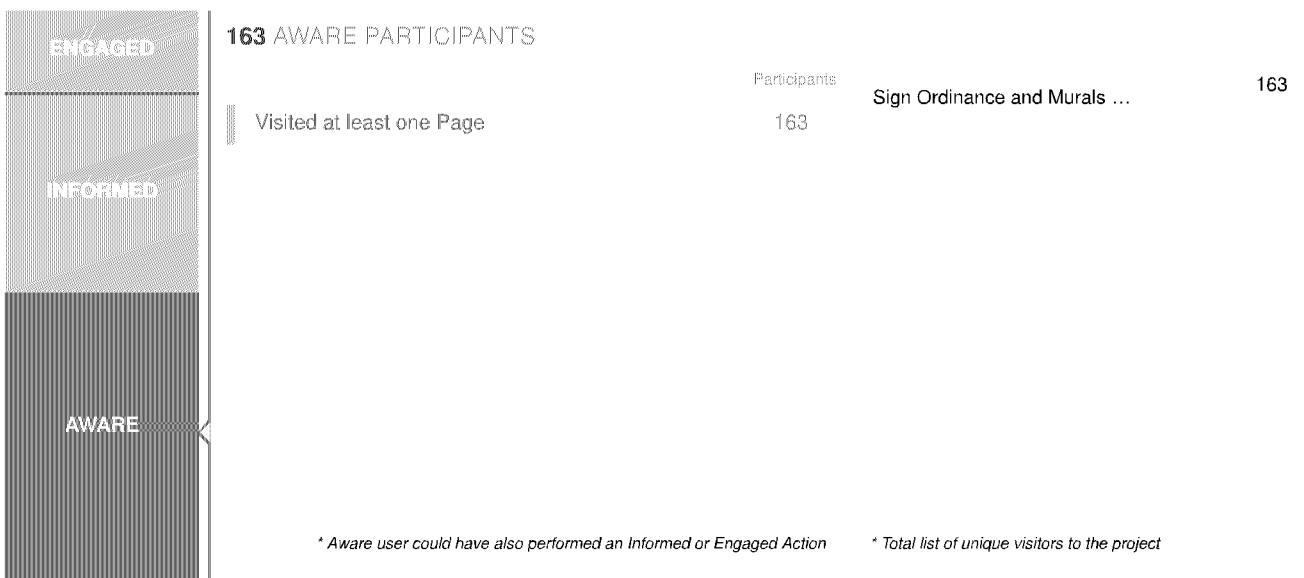 ENGAGED
INFORMED
AWARE
163 AWARE PARTICIPANTS
Participants
Visited at least one Page 163
Sign Ordinance and Murals … 163
* Aware user could have also performed an Informed or Engaged Action
* Total list of unique visitors to the project